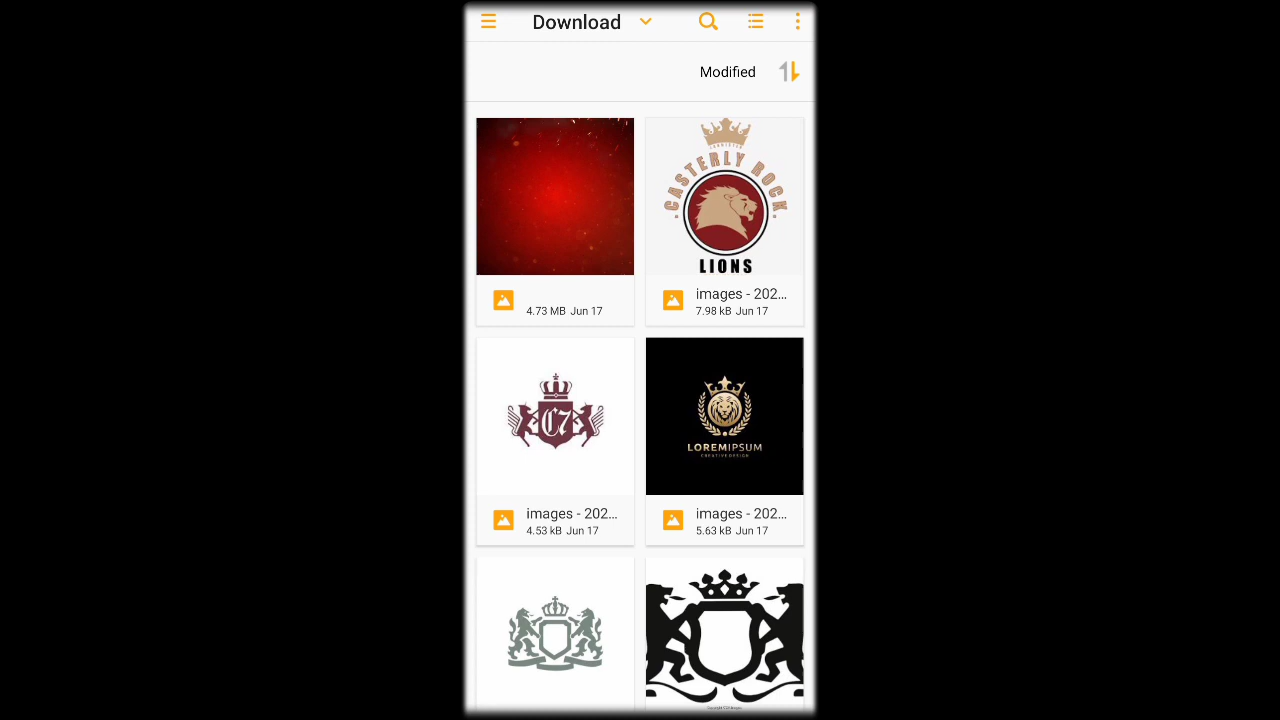 Download
Modified
CASTERLY ROCK
LIONS
4.73 MB Jun 17
images - 202...
7.98 kB Jun 17
C7
LOREMIPSUM
CREATIVE DESIGN
images - 202...
4.53 kB Jun 17
images - 202...
5.63 kB Jun 17